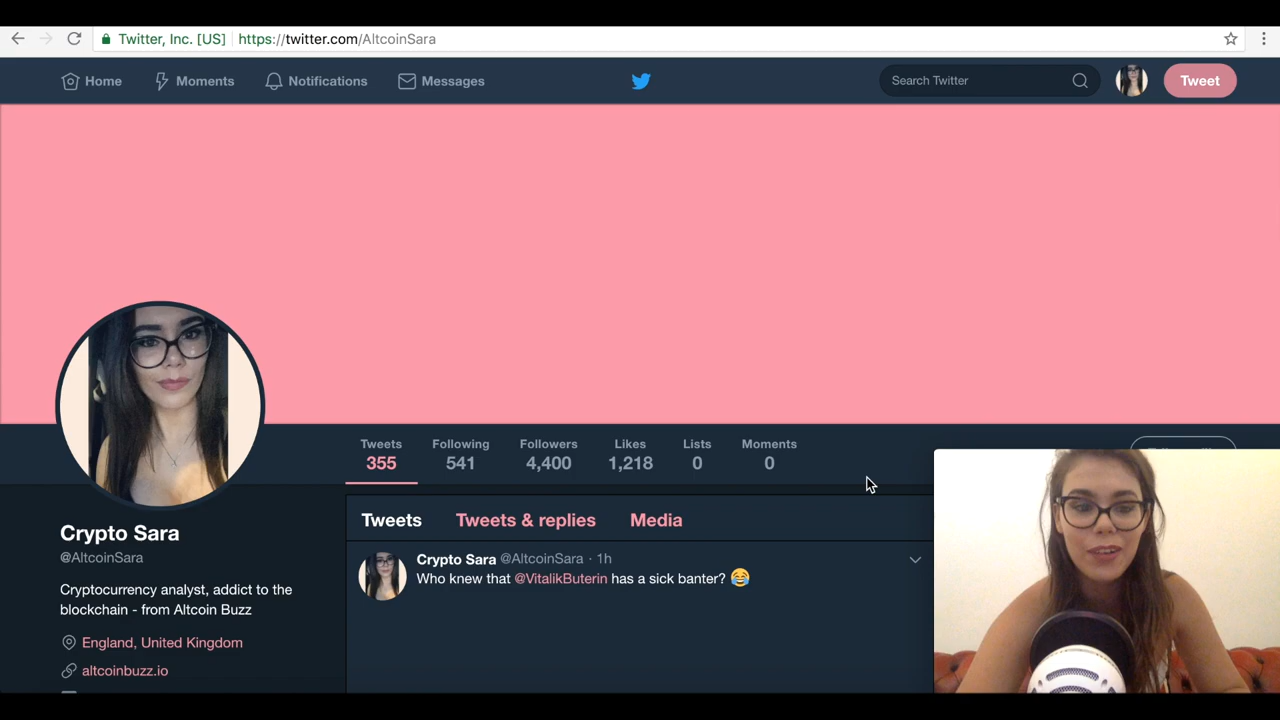 Twitter, Inc. [US] https://twitter.com/AltcoinSara
Home Moments Notifications Messages Search Twitter Tweet
Tweets Following Followers Likes Lists Moments
355 541 4,400 1,218 0 0
Tweets Tweets & replies Media
Crypto Sara
@AltcoinSara
Cryptocurrency analyst, addict to the
blockchain - from Altcoin Buzz
England, United Kingdom
altcoinbuzz.io
Crypto Sara @AltcoinSara · 1h
Who knew that @VitalikButerin has a sick banter? 😂